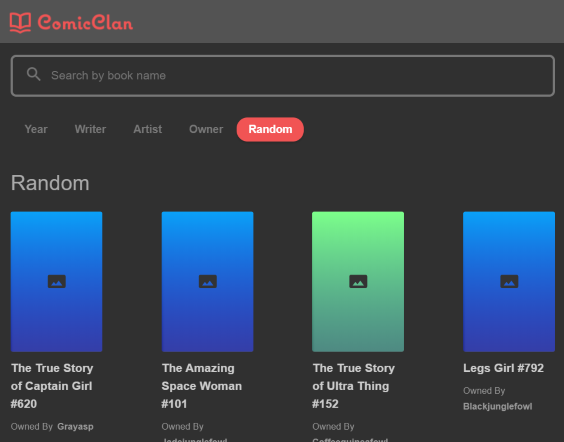 ComicClan
Search by book name
Year Writer Artist Owner Random
Random
The True Story
of Captain Girl
#620
Owned By Grayasp
The Amazing
Space Woman
#101
Owned By
Jadejunglefowl
The True Story
of Ultra Thing
#152
Owned By
Legs Girl #792
Owned By
Blackjunglefowl